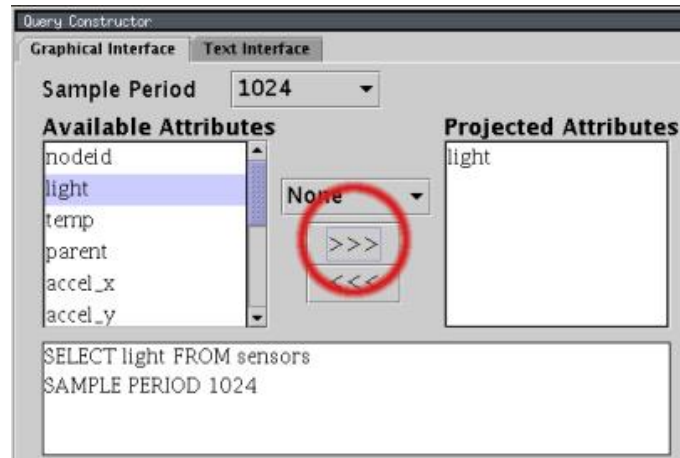 Query Constructor
Graphical Interface Text Interface
Sample Period 1024
Available Attributes
nodeid
light
temp
parent
accel_x
accel_y
None
>>>
<<<
Projected Attributes
light
SELECT light FROM sensors
SAMPLE PERIOD 1024